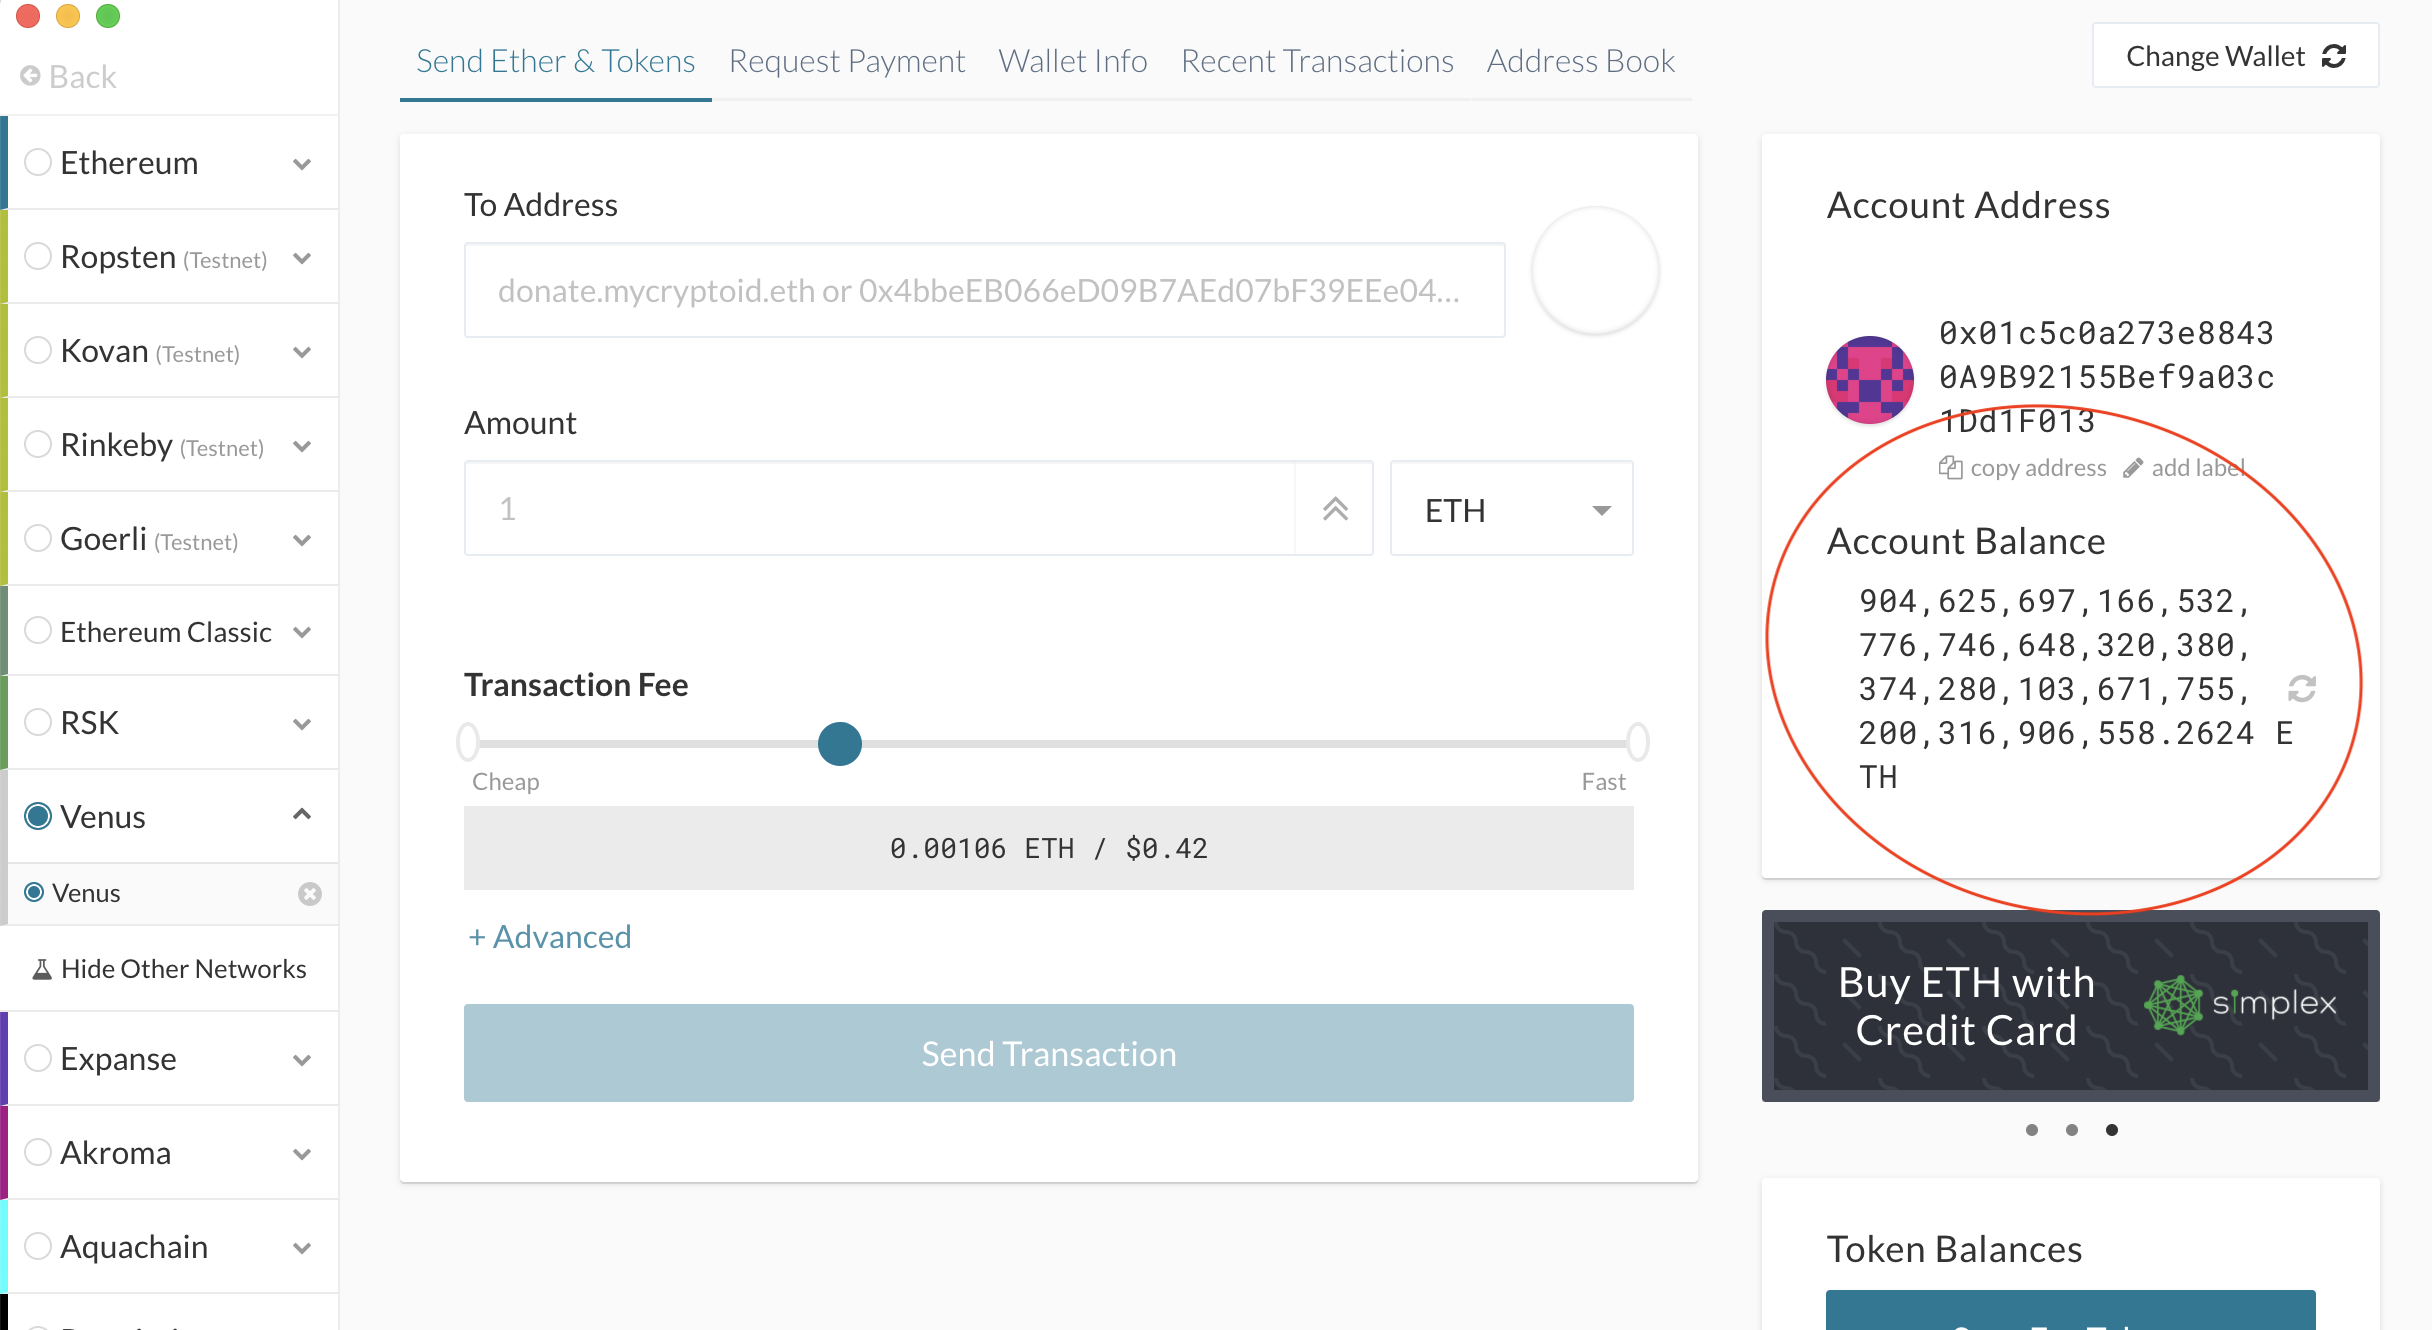 Back
Ethereum
Ropsten (Testnet)
Kovan (Testnet)
Rinkeby (Testnet)
Goerli (Testnet)
Ethereum Classic
RSK
Venus
Venus
Hide Other Networks
Expanse
Akroma
Aquachain
Send Ether & Tokens
Request Payment
Wallet Info
Recent Transactions
Address Book
Change Wallet
To Address
donate.mycryptoid.eth or 0x4bbeEB066eD09B7AEd07bF39EEe04...
Amount
1
ETH
Transaction Fee
Cheap
Fast
0.00106 ETH / $0.42
+ Advanced
Send Transaction
Account Address
0x01c5c0a273e8843
0A9B92155Bef9a03c
1Dd1F013
copy address
add label
Account Balance
904,625,697,166,532,
776,746,648,320,380,
374,280,103,671,755,
200,316,906,558.2624 E
TH
Buy ETH with
Credit Card
simplex
Token Balances